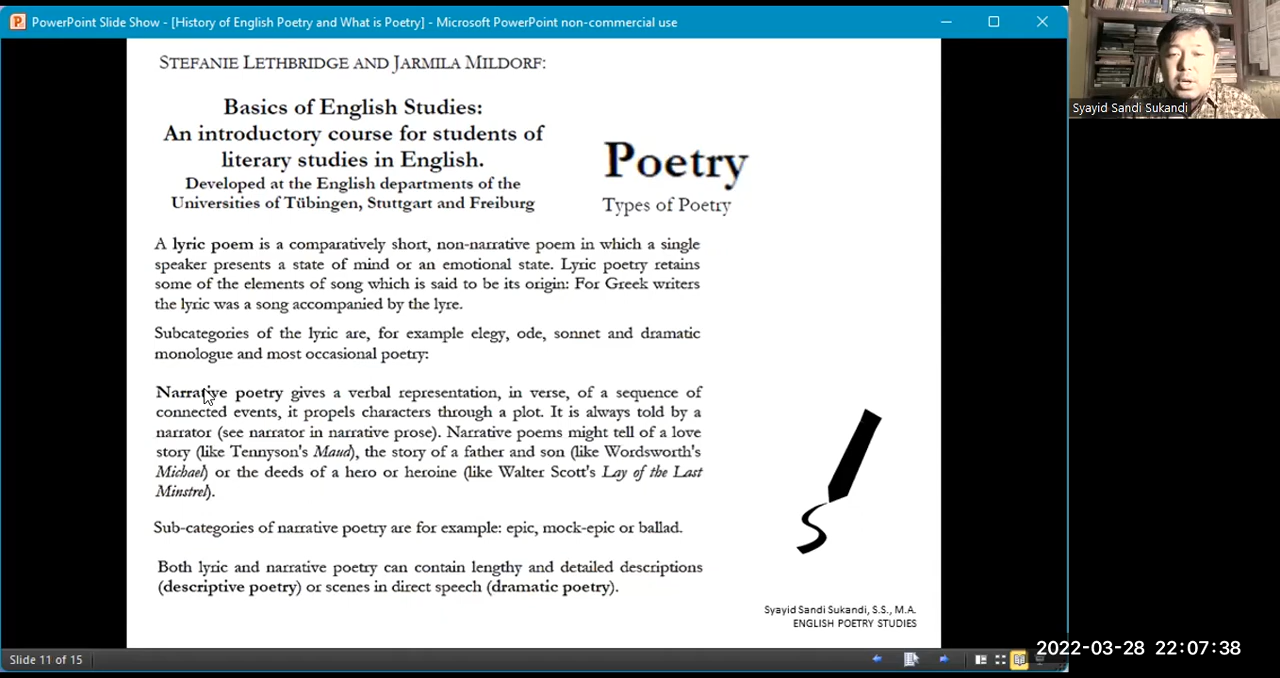 PowerPoint Slide Show - [History of English Poetry and What is Poetry] - Microsoft PowerPoint non-commercial use
STEFANIE LETHBRIDGE AND JARMILA MILDORF:
Basics of English Studies:
An introductory course for students of
literary studies in English.
Developed at the English departments of the
Universities of Tübingen, Stuttgart and Freiburg
Poetry
Types of Poetry
A lyric poem is a comparatively short, non-narrative poem in which a single
speaker presents a state of mind or an emotional state. Lyric poetry retains
some of the elements of song which is said to be its origin: For Greek writers
the lyric was a song accompanied by the lyre.
Subcategories of the lyric are, for example elegy, ode, sonnet and dramatic
monologue and most occasional poetry:
Narrative poetry gives a verbal representation, in verse, of a sequence of
connected events, it propels characters through a plot. It is always told by a
narrator (see narrator in narrative prose). Narrative poems might tell of a love
story (like Tennyson's Maud), the story of a father and son (like Wordsworth's
Michael) or the deeds of a hero or heroine (like Walter Scott's Lay of the Last
Minstrel).
Sub-categories of narrative poetry are for example: epic, mock-epic or ballad.
Both lyric and narrative poetry can contain lengthy and detailed descriptions
(descriptive poetry) or scenes in direct speech (dramatic poetry).
Syayid Sandi Sukandi, S.S., M.A.
ENGLISH POETRY STUDIES
Slide 11 of 15
Syayid Sandi Sukandi
2022-03-28 22:07:38